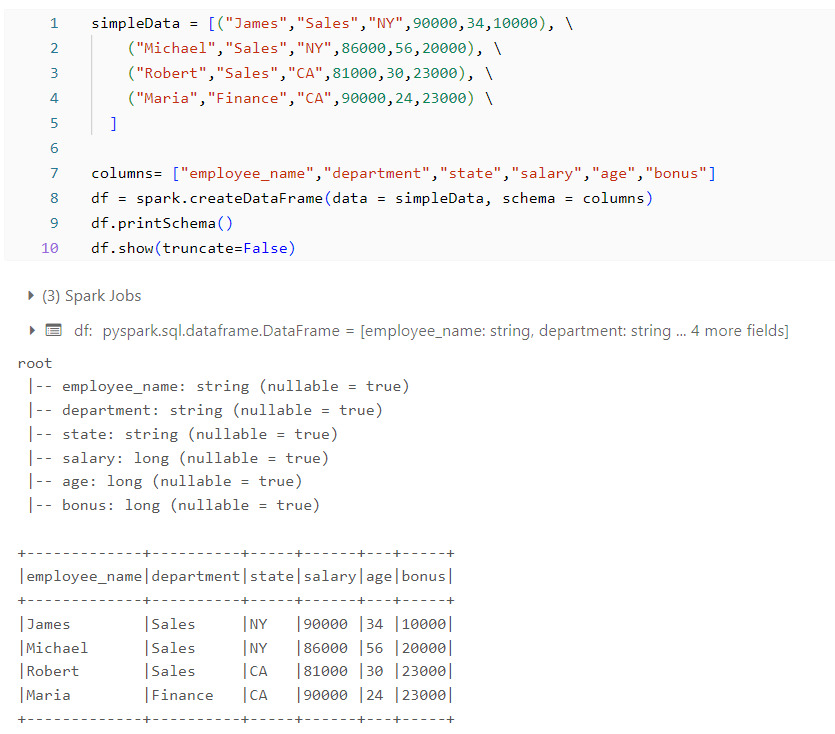 1 simpleData = [("James","Sales","NY",90000,34,10000), \
2     ("Michael","Sales","NY",86000,56,20000), \
3     ("Robert","Sales","CA",81000,30,23000), \
4     ("Maria","Finance","CA",90000,24,23000) \
5   ]
6
7 columns= ["employee_name","department","state","salary","age","bonus"]
8 df = spark.createDataFrame(data = simpleData, schema = columns)
9 df.printSchema()
10 df.show(truncate=False)
(3) Spark Jobs
df: pyspark.sql.dataframe.DataFrame = [employee_name: string, department: string ... 4 more fields]
root
 |-- employee_name: string (nullable = true)
 |-- department: string (nullable = true)
 |-- state: string (nullable = true)
 |-- salary: long (nullable = true)
 |-- age: long (nullable = true)
 |-- bonus: long (nullable = true)
+-------------+----------+-----+------+---+-----+
|employee_name|department|state|salary|age|bonus|
+-------------+----------+-----+------+---+-----+
|James        |Sales     |NY   |90000 |34 |10000|
|Michael      |Sales     |NY   |86000 |56 |20000|
|Robert       |Sales     |CA   |81000 |30 |23000|
|Maria        |Finance   |CA   |90000 |24 |23000|
+-------------+----------+-----+------+---+-----+